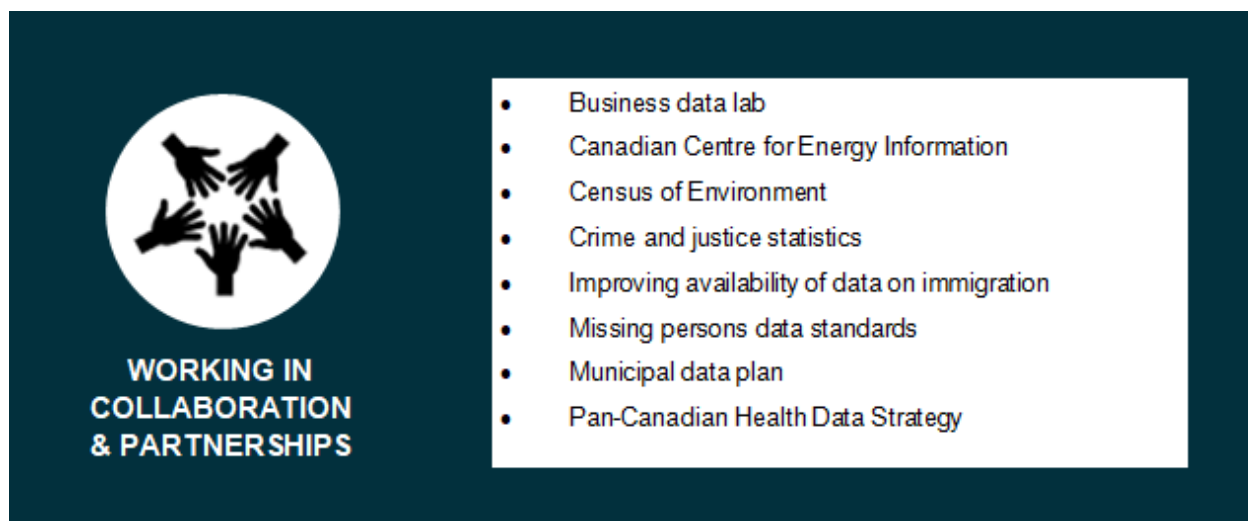 WORKING IN
COLLABORATION
& PARTNERSHIPS
• Business data lab
• Canadian Centre for Energy Information
• Census of Environment
• Crime and justice statistics
• Improving availability of data on immigration
• Missing persons data standards
• Municipal data plan
• Pan-Canadian Health Data Strategy